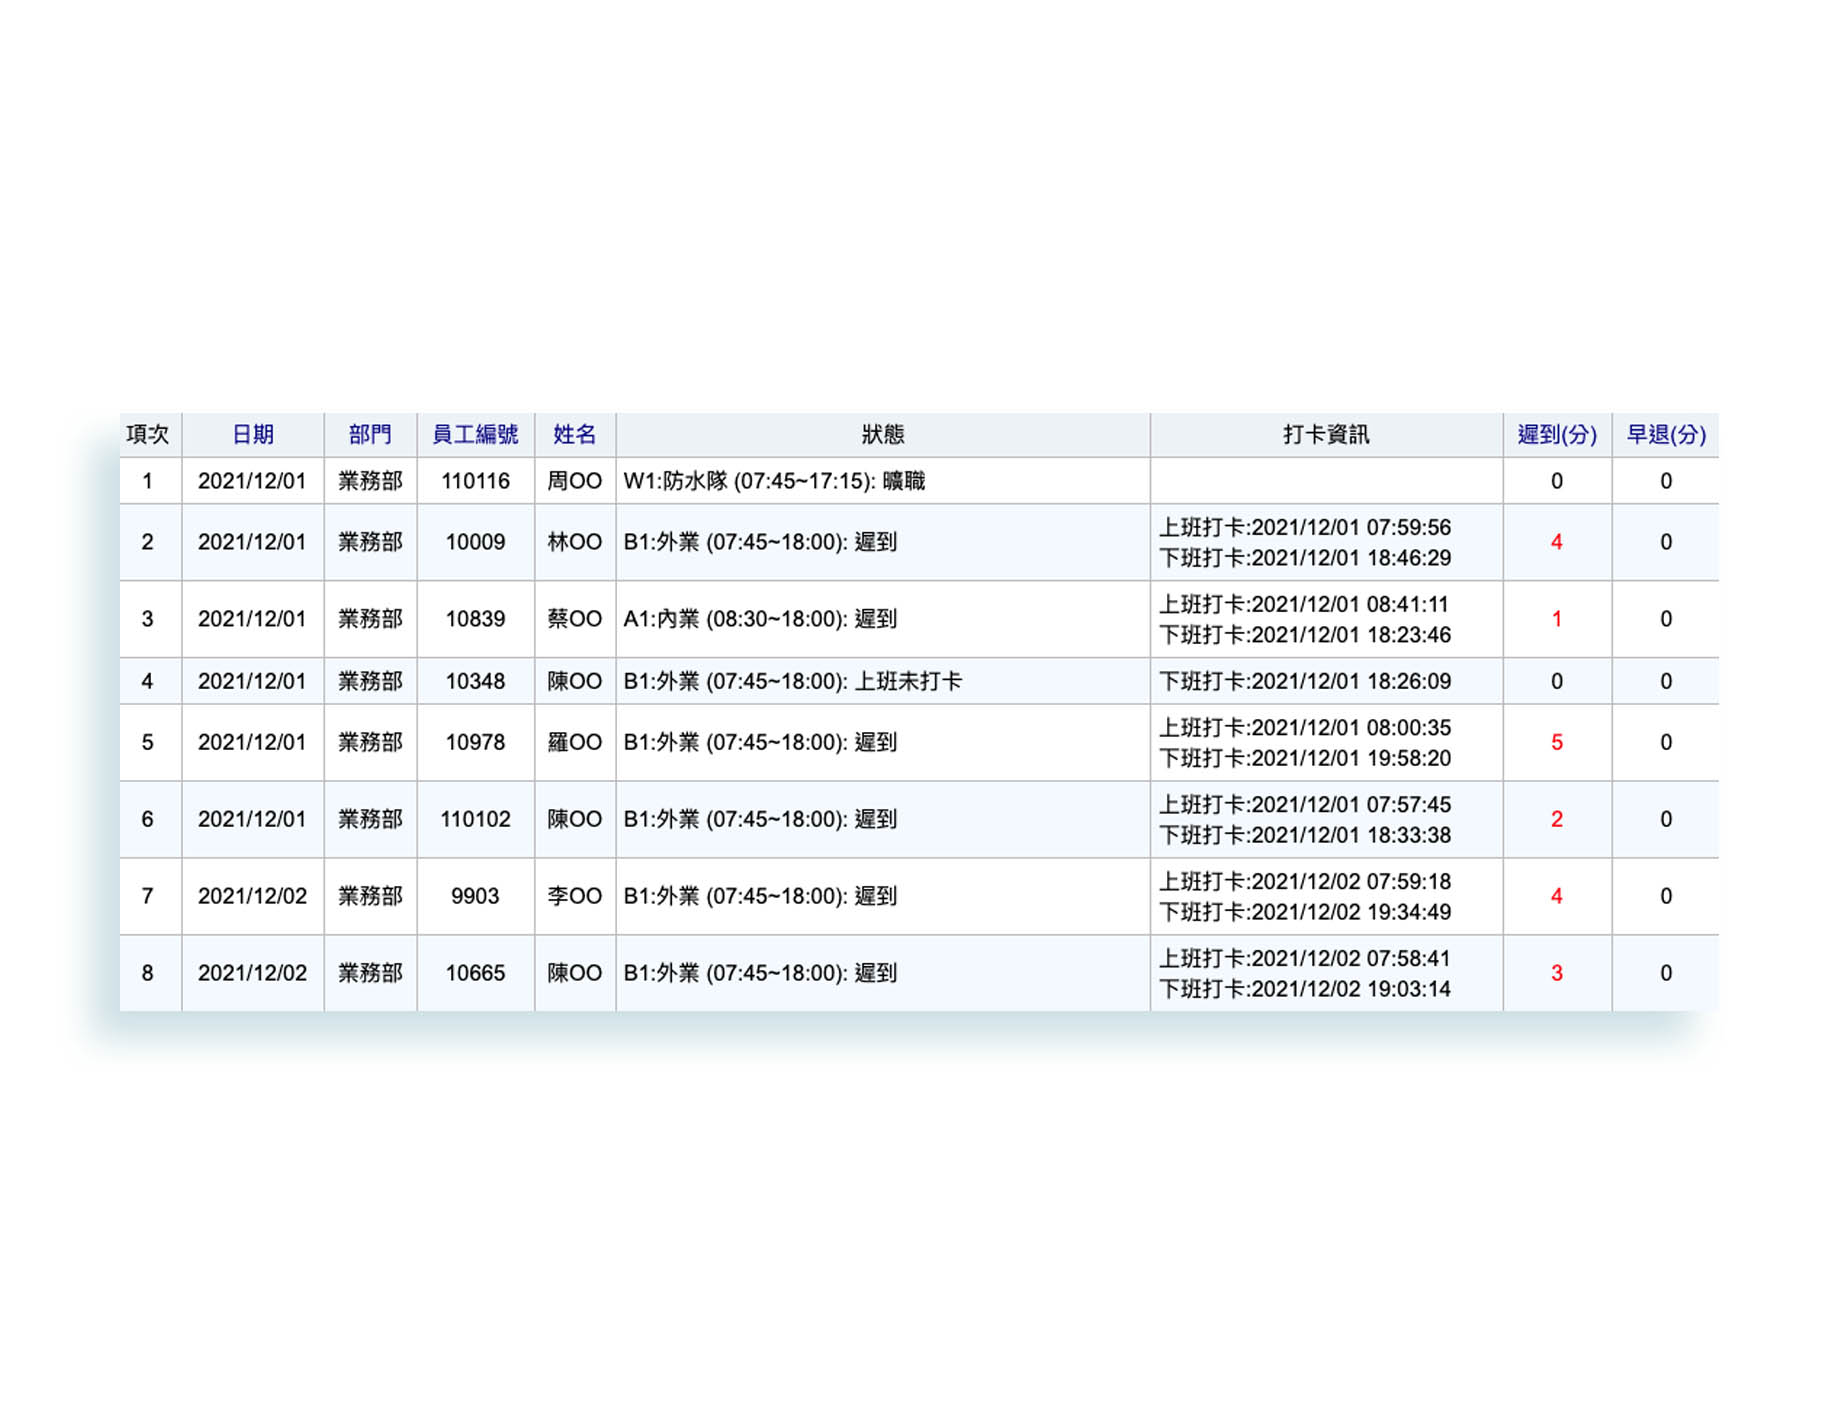 項次 日期 部門 員工編號 姓名 狀態 打卡資訊 遲到(分) 早退(分)
1 2021/12/01 業務部 110116 周OO W1:防水隊 (07:45~17:15): 曠職 0 0
2 2021/12/01 業務部 10009 林OO B1:外業 (07:45~18:00): 遲到 上班打卡:2021/12/01 07:59:56
下班打卡:2021/12/01 18:46:29 4 0
3 2021/12/01 業務部 10839 蔡OO A1:內業 (08:30~18:00): 遲到 上班打卡:2021/12/01 08:41:11
下班打卡:2021/12/01 18:23:46 1 0
4 2021/12/01 業務部 10348 陳OO B1:外業 (07:45~18:00): 上班未打卡 下班打卡:2021/12/01 18:26:09 0 0
5 2021/12/01 業務部 10978 羅OO B1:外業 (07:45~18:00): 遲到 上班打卡:2021/12/01 08:00:35
下班打卡:2021/12/01 19:58:20 5 0
6 2021/12/01 業務部 110102 陳OO B1:外業 (07:45~18:00): 遲到 上班打卡:2021/12/01 07:57:45
下班打卡:2021/12/01 18:33:38 2 0
7 2021/12/02 業務部 9903 李OO B1:外業 (07:45~18:00): 遲到 上班打卡:2021/12/02 07:59:18
下班打卡:2021/12/02 19:34:49 4 0
8 2021/12/02 業務部 10665 陳OO B1:外業 (07:45~18:00): 遲到 上班打卡:2021/12/02 07:58:41
下班打卡:2021/12/02 19:03:14 3 0